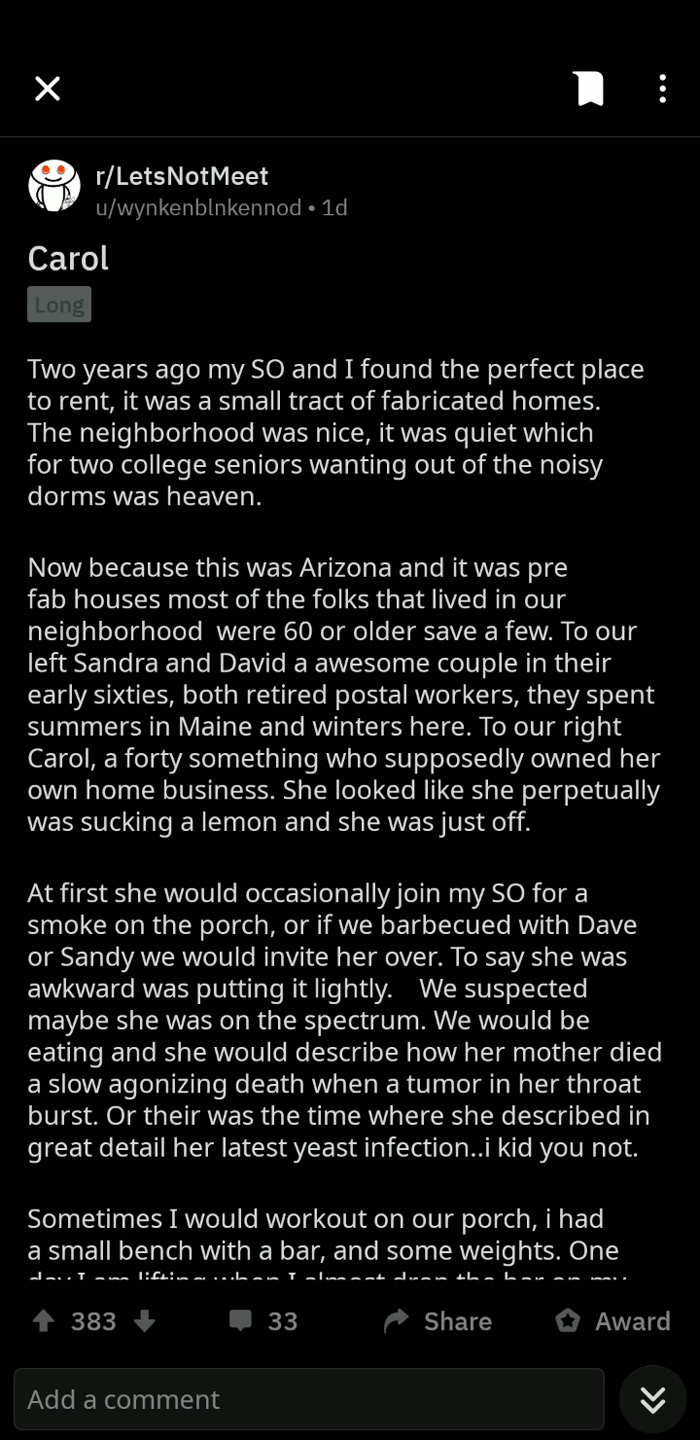 r/LetsNotMeet
u/wynkenblnkennod • 1d
Carol
Long
Two years ago my SO and I found the perfect place
to rent, it was a small tract of fabricated homes.
The neighborhood was nice, it was quiet which
for two college seniors wanting out of the noisy
dorms was heaven.
Now because this was Arizona and it was pre
fab houses most of the folks that lived in our
neighborhood  were 60 or older save a few. To our
left Sandra and David a awesome couple in their
early sixties, both retired postal workers, they spent
summers in Maine and winters here. To our right
Carol, a forty something who supposedly owned her
own home business. She looked like she perpetually
was sucking a lemon and she was just off.
At first she would occasionally join my SO for a
smoke on the porch, or if we barbecued with Dave
or Sandy we would invite her over. To say she was
awkward was putting it lightly.    We suspected
maybe she was on the spectrum. We would be
eating and she would describe how her mother died
a slow agonizing death when a tumor in her throat
burst. Or their was the time where she described in
great detail her latest yeast infection..i kid you not.
Sometimes I would workout on our porch, i had
a small bench with a bar, and some weights. One
day I am lifting when I almost drop the bar on my
383
33
Share
Award
Add a comment